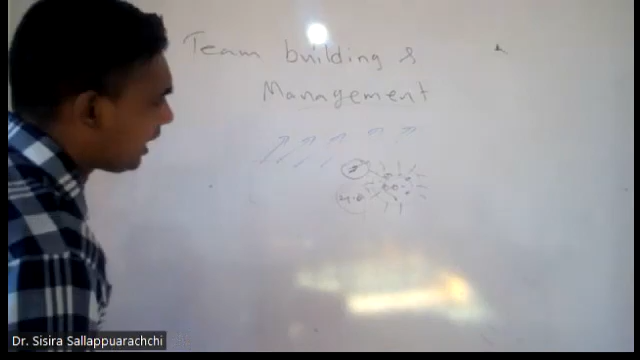 Team building &
Management
Dr. Sisira Sallappuarachchi